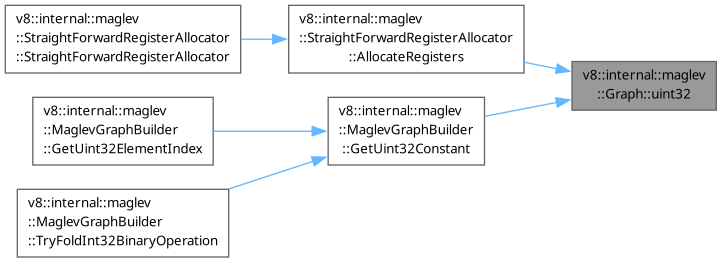 v8::internal::maglev
::StraightForwardRegisterAllocator
::StraightForwardRegisterAllocator
v8::internal::maglev
::StraightForwardRegisterAllocator
::AllocateRegisters
v8::internal::maglev
::Graph::uint32
v8::internal::maglev
::MaglevGraphBuilder
::GetUint32ElementIndex
v8::internal::maglev
::MaglevGraphBuilder
::GetUint32Constant
v8::internal::maglev
::MaglevGraphBuilder
::TryFoldInt32BinaryOperation